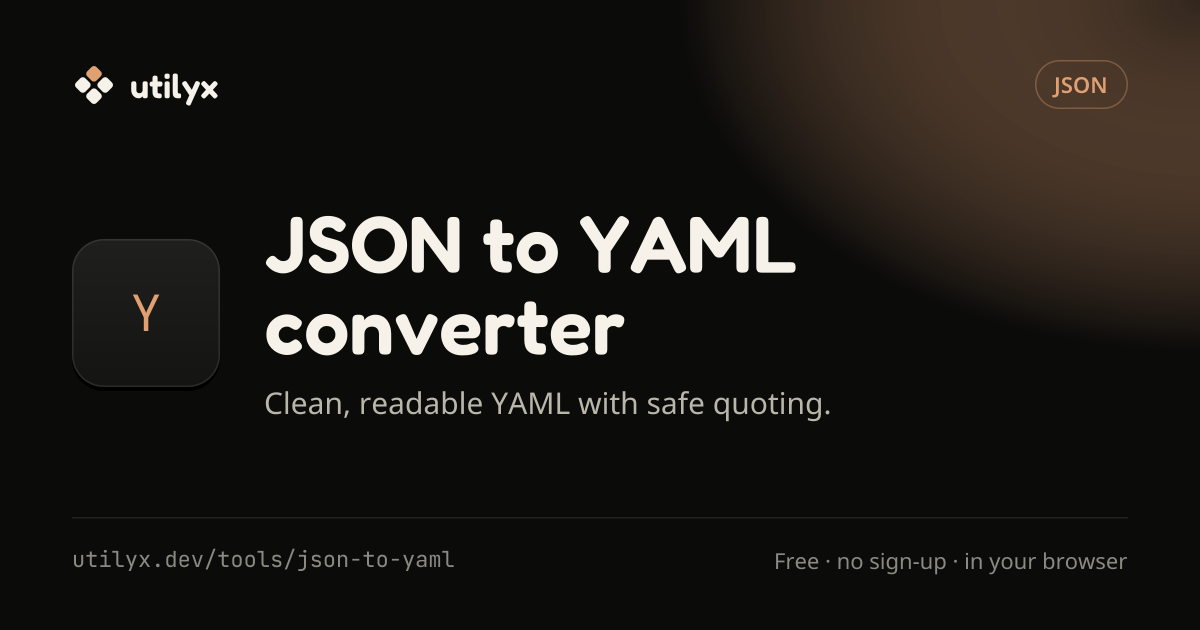 utilyx
JSON
JSON to YAML
converter
Y
Clean, readable YAML with safe quoting.
utilyx.dev/tools/json-to-yaml
Free · no sign-up · in your browser